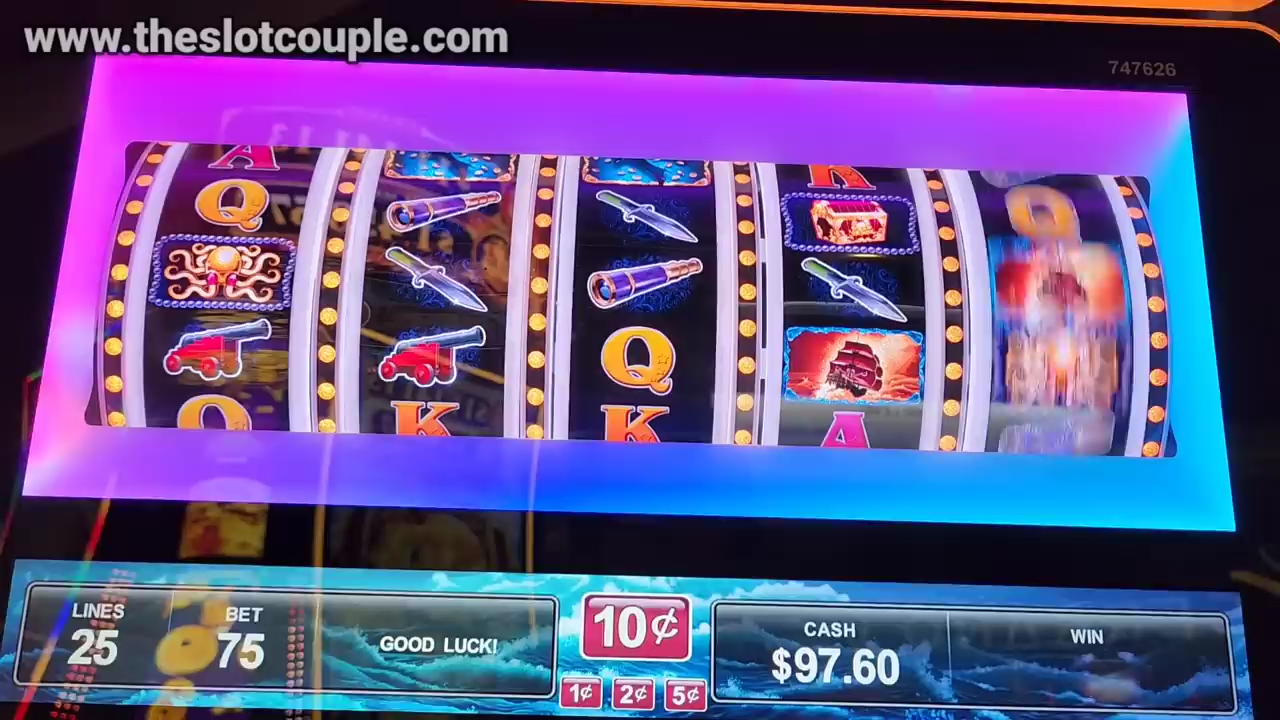 www.theslotcouple.com
747626
A K
Q Q
Q
Q K K A
LINES BET CASH WIN
25 75 GOOD LUCK! 10¢ $97.60
1¢ 2¢ 5¢